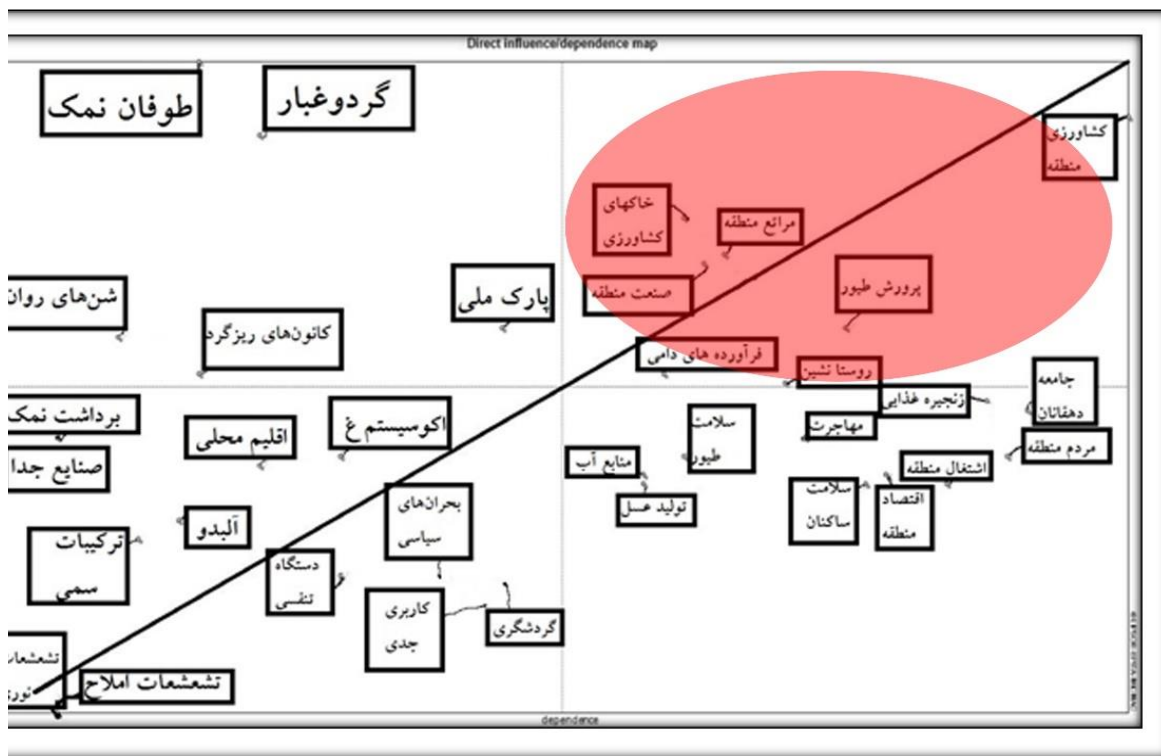 Direct influence/dependence map
طوفان نمک
گردوغبار
کشاورزی
منطقه
خاکهای
کشاورزی
مراتع منطقه
شن‌های روان
کانون‌های ریزگرد
پارک ملی
صنعت منطقه
پرورش طیور
فرآورده های دامی
روستا نشین
زنجیره غذایی
جامعه
دهقانان
برداشت نمک
اقلیم محلی
اکوسیستم غ
سلامت
طیور
مهاجرت
مردم منطقه
صنایع جدا
منابع آب
اشتغال منطقه
تولید عسل
سلامت
ساکنان
اقتصاد
منطقه
بحران‌های
سیاسی
آلبدو
ترکیبات
سمی
دستگاه
تنفسی
کاربری
جدی
گردشگری
تشعشعات
نوری
تشعشعات املاح
dependence